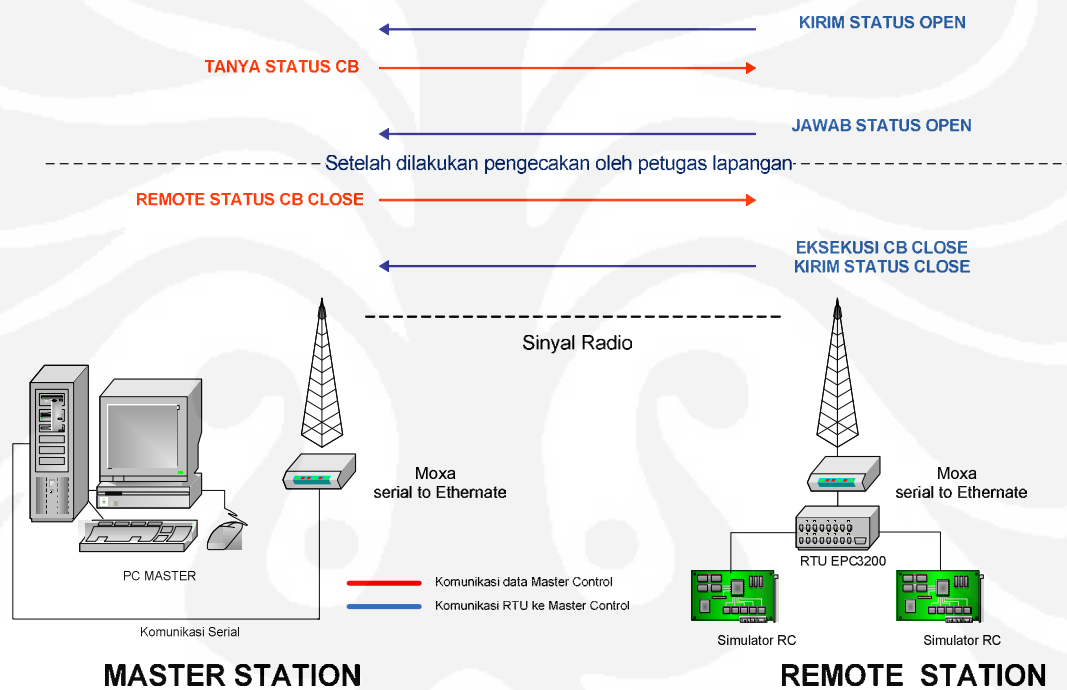 KIRIM STATUS OPEN
TANYA STATUS CB
JAWAB STATUS OPEN
Setelah dilakukan pengecakan oleh petugas lapangan
REMOTE STATUS CB CLOSE
EKSEKUSI CB CLOSE
KIRIM STATUS CLOSE
Sinyal Radio
Moxa
serial to Ethernate
Moxa
serial to Ethernate
RTU EPC3200
PC MASTER
Komunikasi data Master Control
Komunikasi RTU ke Master Control
Komunikasi Serial
Simulator RC
Simulator RC
MASTER STATION
REMOTE STATION